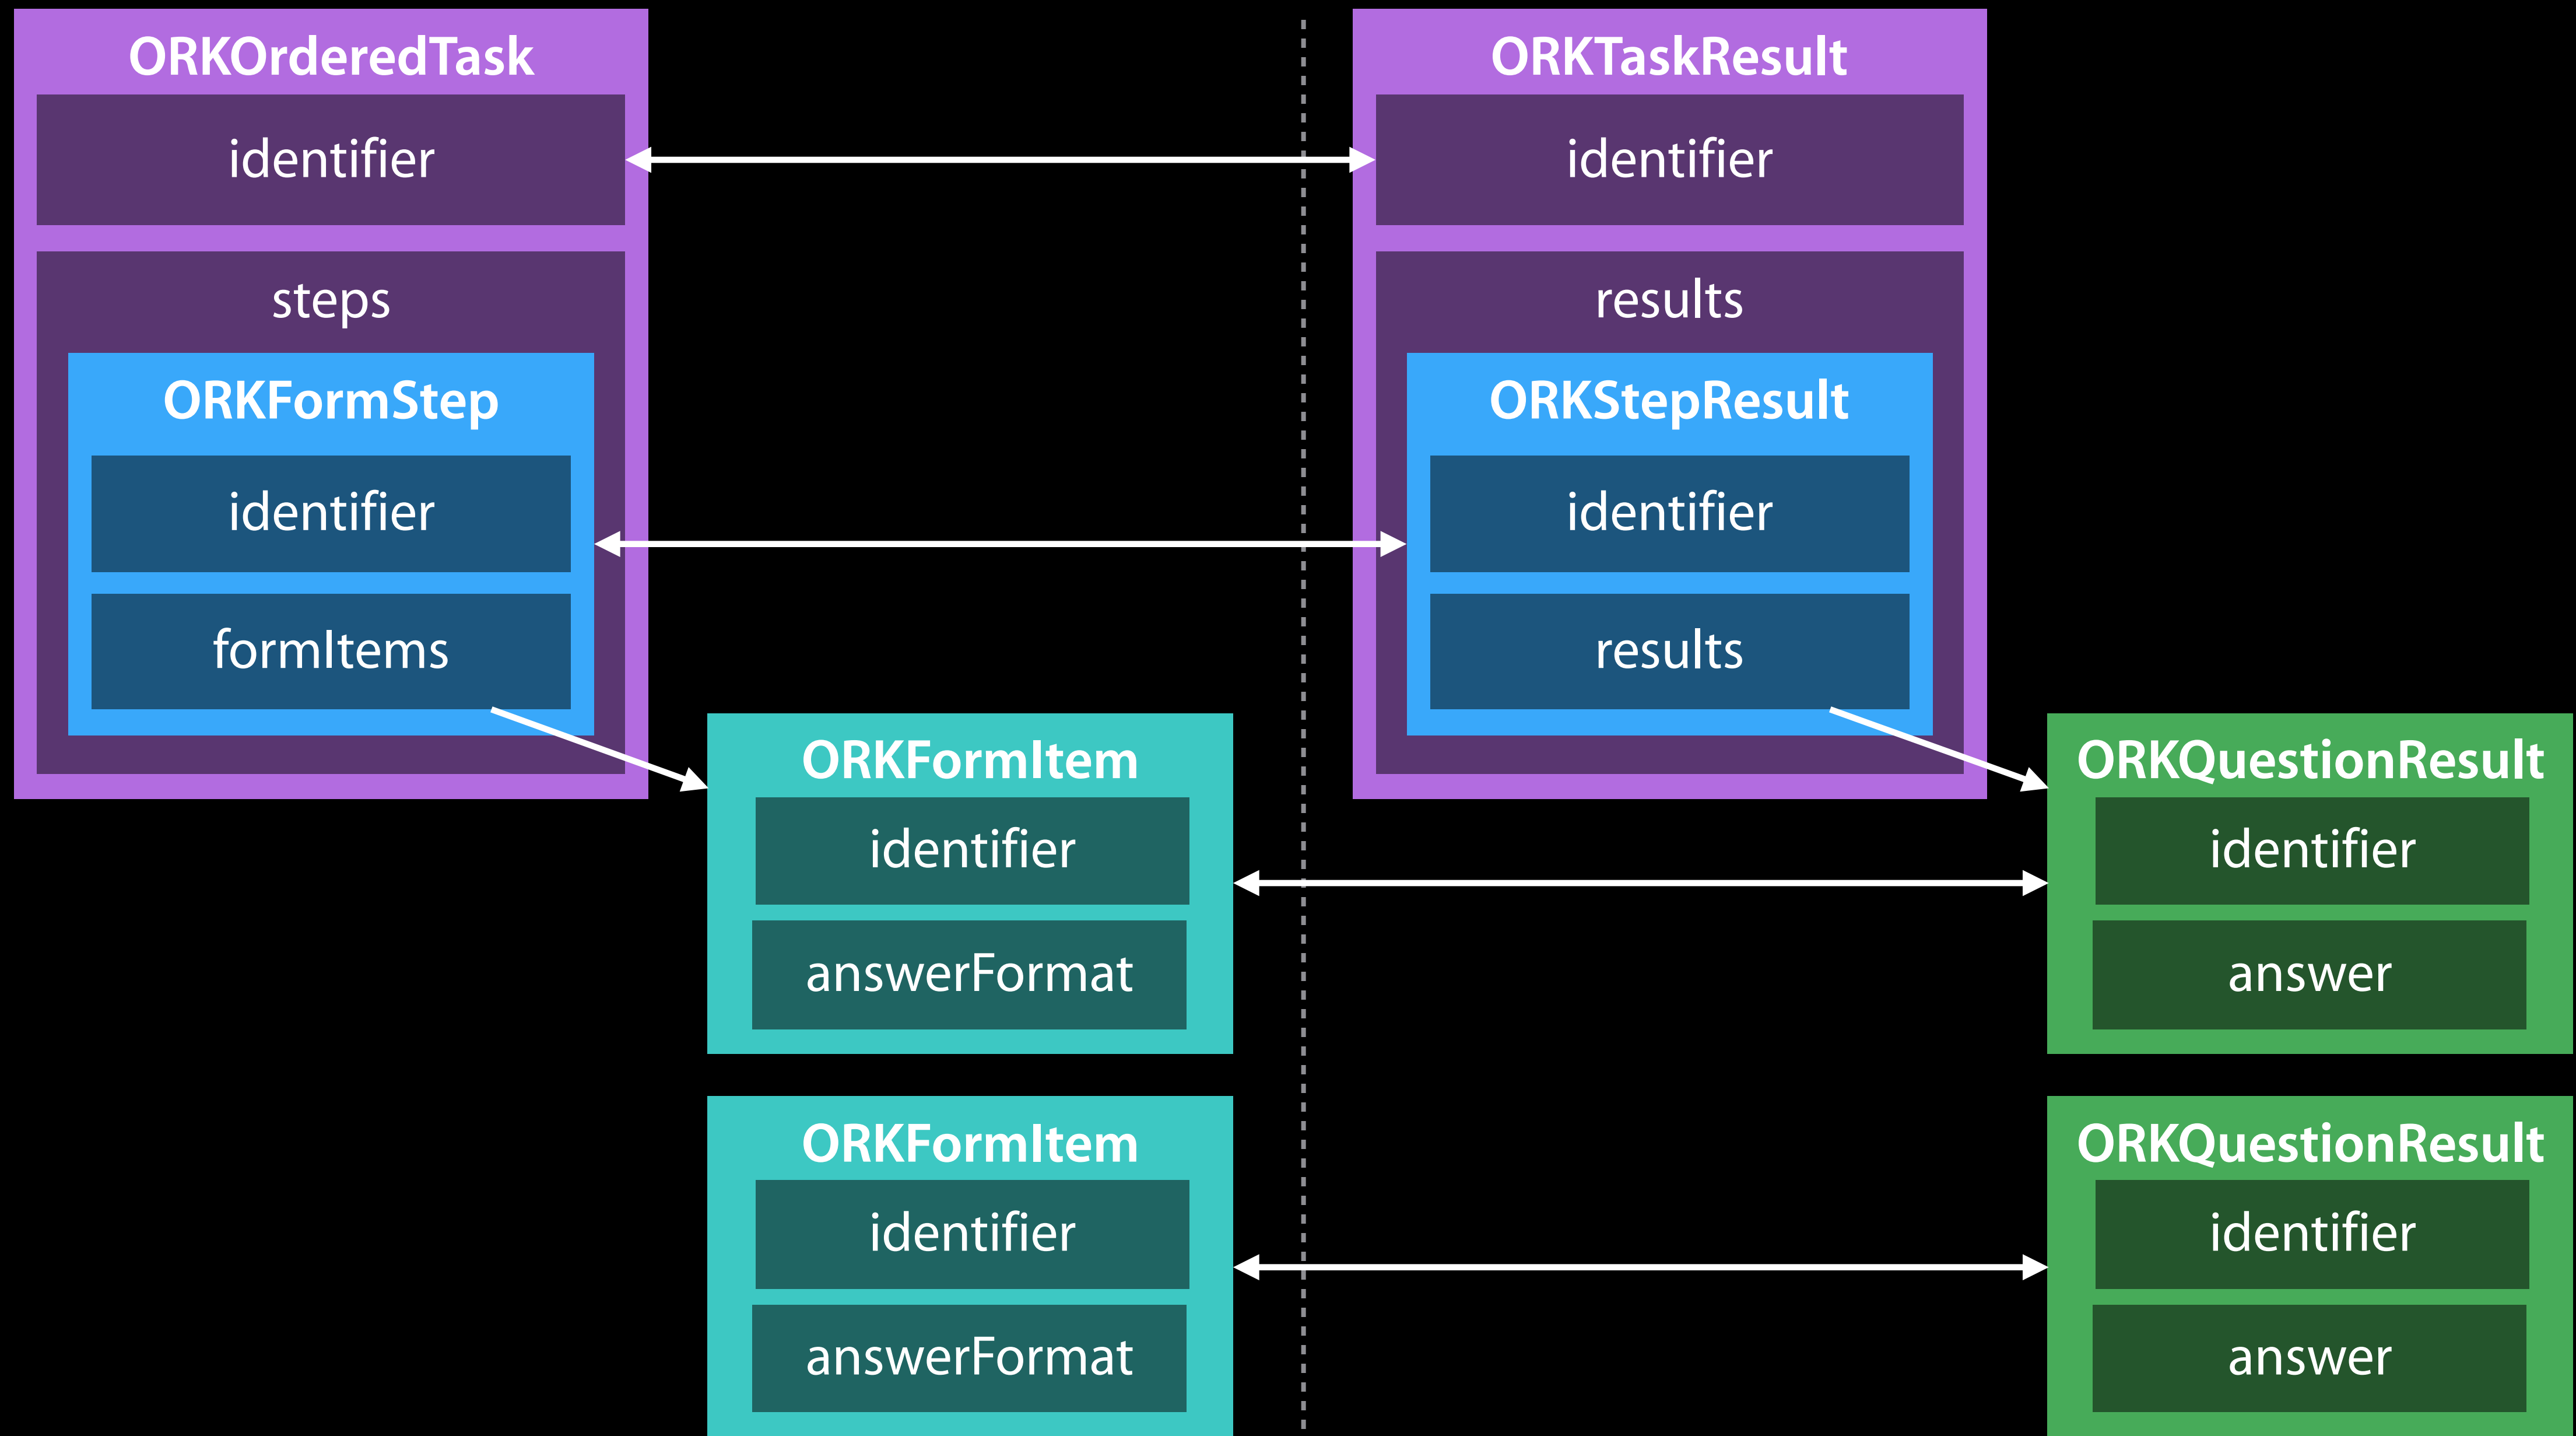 ORKOrderedTask
identifier
steps
ORKFormStep
identifier
formItems
ORKFormItem
identifier
answerFormat
ORKFormItem
identifier
answerFormat
ORKTaskResult
identifier
results
ORKStepResult
identifier
results
ORKQuestionResult
identifier
answer
ORKQuestionResult
identifier
answer